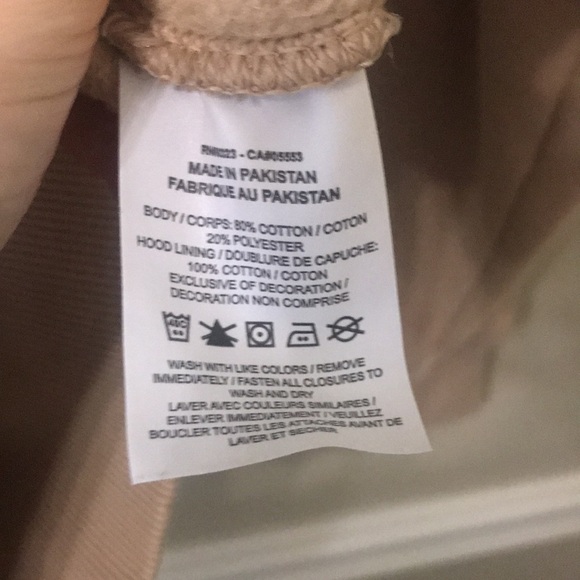 CA#05553
MADE IN PAKISTAN
FABRIQUE AU PAKISTAN
BODY / CORPS: 80% COTTON / COTON
20% POLYESTER
HOOD LINING / DOUBLURE DE CAPUCHE:
100% COTTON / COTON
EXCLUSIVE OF DECORATION /
DECORATION NON COMPRISE
40C
WASH WITH LIKE COLORS / REMOVE
IMMEDIATELY / FASTEN ALL CLOSURES TO
WASH AND DRY
LAVER AVEC COULEURS SIMILAIRES /
ENLEVER IMMEDIATEMENT / VEUILLEZ
BOUCLER TOUTES LES ATTACHES AVANT DE
LAVER ET SECHER